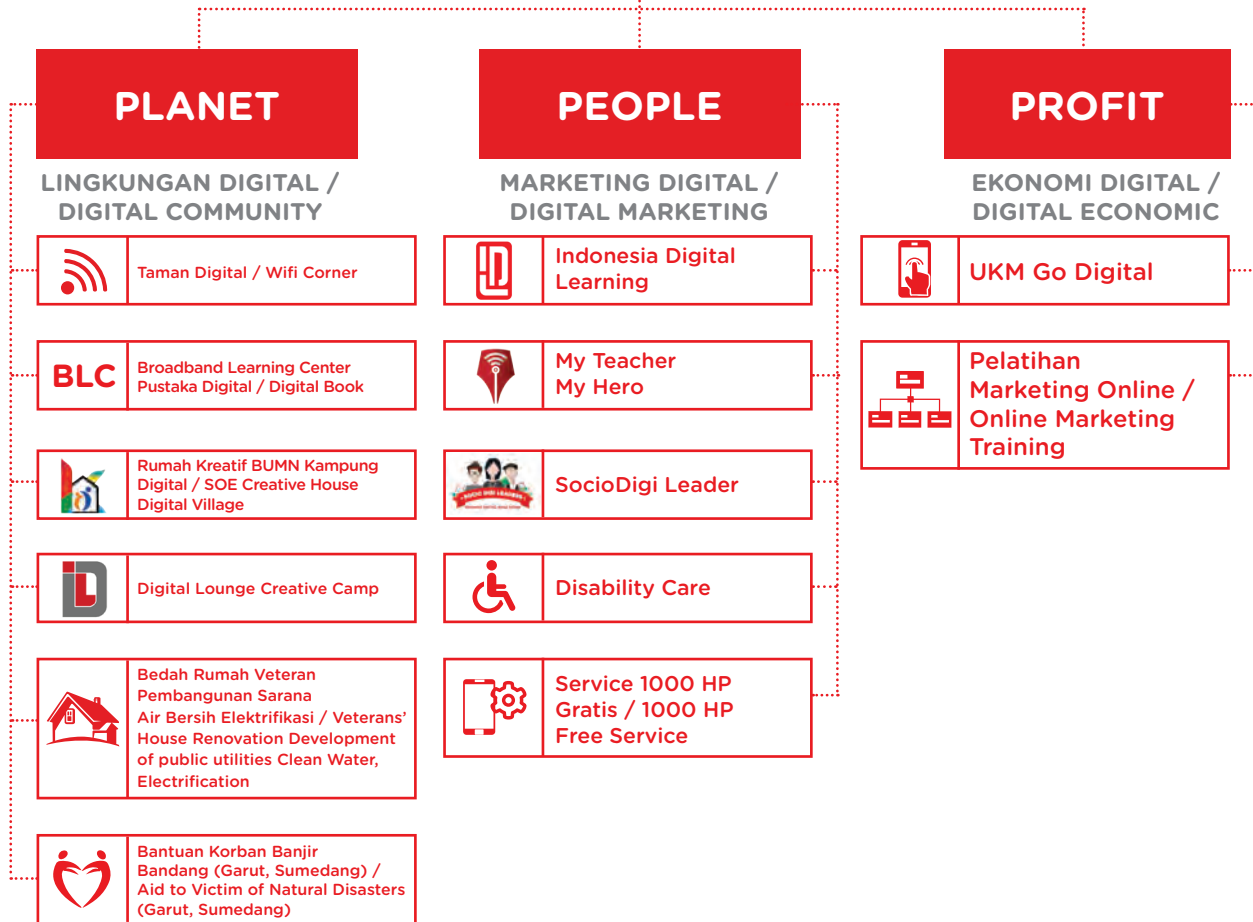 PLANET
LINGKUNGAN DIGITAL /
DIGITAL COMMUNITY
Taman Digital / Wifi Corner
BLC
Broadband Learning Center
Pustaka Digital / Digital Book
Rumah Kreatif BUMN Kampung
Digital / SOE Creative House
Digital Village
Digital Lounge Creative Camp
Bedah Rumah Veteran
Pembangunan Sarana
Air Bersih Elektrifikasi / Veterans'
House Renovation Development
of public utilities Clean Water,
Electrification
Bantuan Korban Banjir
Bandang (Garut, Sumedang) /
Aid to Victim of Natural Disasters
(Garut, Sumedang)
PEOPLE
MARKETING DIGITAL /
DIGITAL MARKETING
Indonesia Digital
Learning
My Teacher
My Hero
SOCIO DIGI LEADERS
SocioDigi Leader
Disability Care
Service 1000 HP
Gratis / 1000 HP
Free Service
PROFIT
EKONOMI DIGITAL /
DIGITAL ECONOMIC
UKM Go Digital
Pelatihan
Marketing Online /
Online Marketing
Training